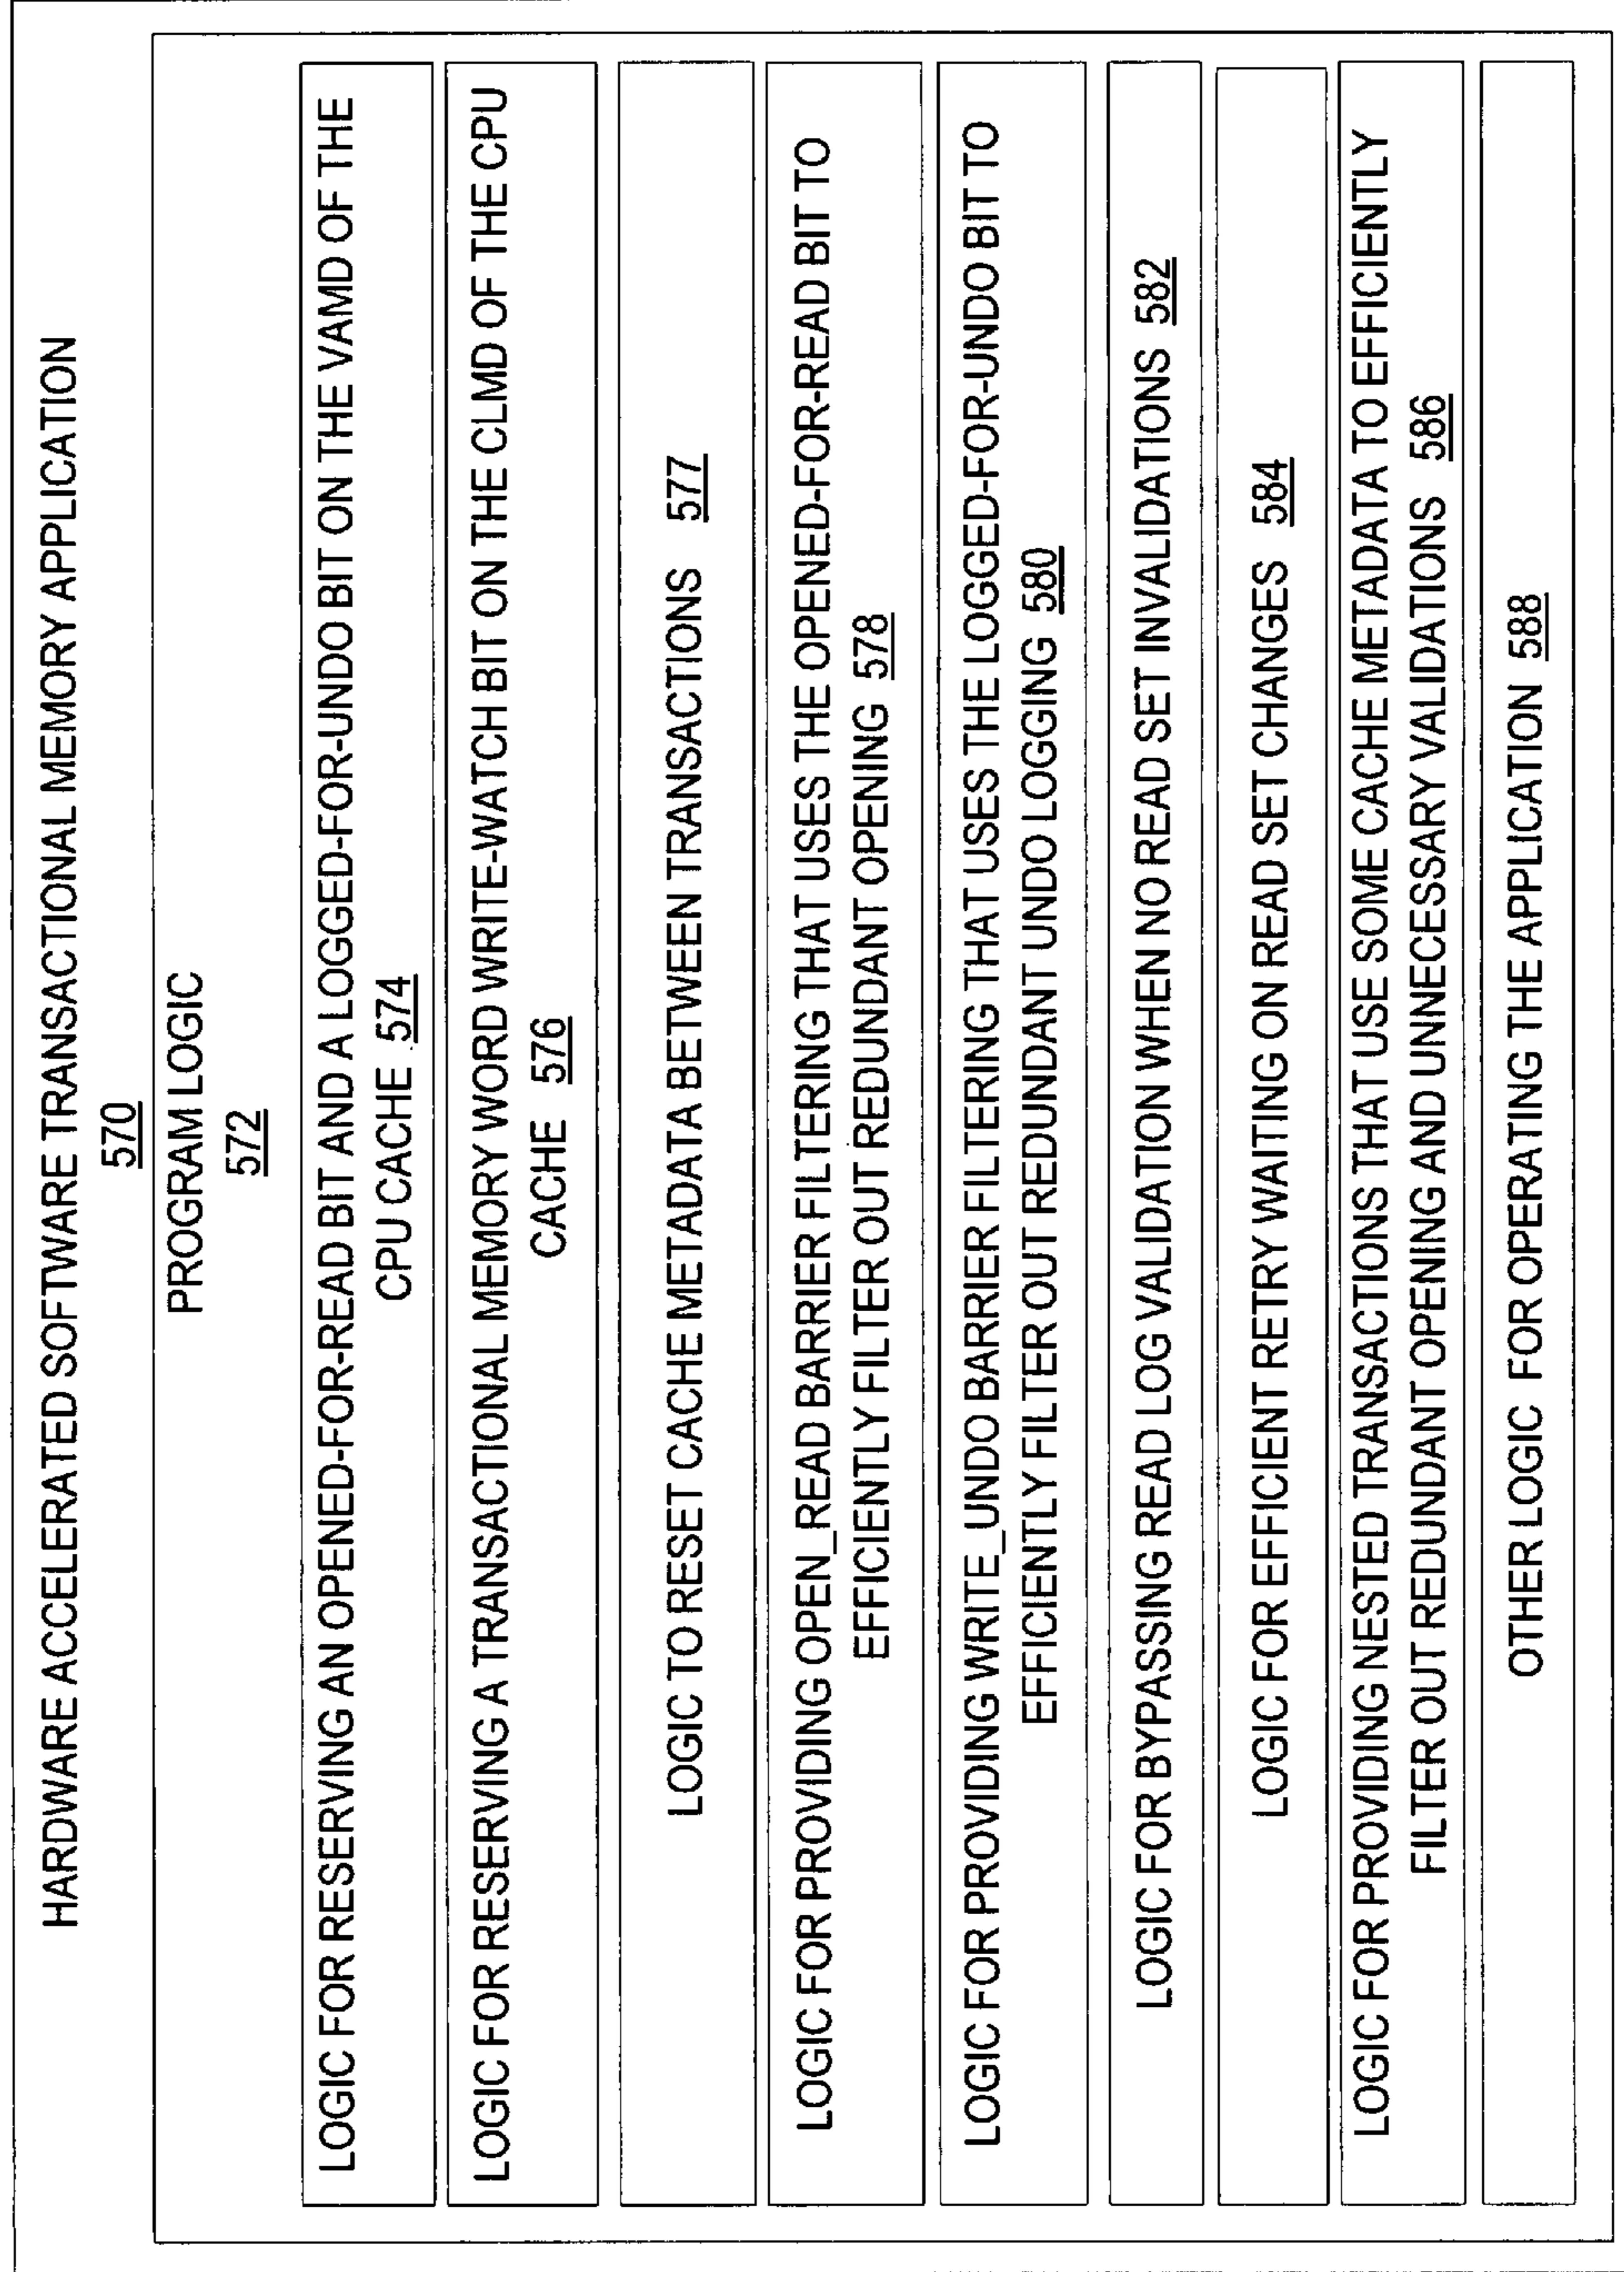 HARDWARE ACCELERATED SOFTWARE TRANSACTIONAL MEMORY APPLICATION
570
PROGRAM LOGIC
572
LOGIC FOR RESERVING AN OPENED-FOR-READ BIT AND A LOGGED-FOR-UNDO BIT ON THE VAMD OF THE
CPU CACHE 574
LOGIC FOR RESERVING A TRANSACTIONAL MEMORY WORD WRITE-WATCH BIT ON THE CLMD OF THE CPU
CACHE 576
LOGIC TO RESET CACHE METADATA BETWEEN TRANSACTIONS 577
LOGIC FOR PROVIDING OPEN_READ BARRIER FILTERING THAT USES THE OPENED-FOR-READ BIT TO
EFFICIENTLY FILTER OUT REDUNDANT OPENING 578
LOGIC FOR PROVIDING WRITE_UNDO BARRIER FILTERING THAT USES THE LOGGED-FOR-UNDO BIT TO
EFFICIENTLY FILTER OUT REDUNDANT UNDO LOGGING 580
LOGIC FOR BYPASSING READ LOG VALIDATION WHEN NO READ SET INVALIDATIONS 582
LOGIC FOR EFFICIENT RETRY WAITING ON READ SET CHANGES 584
LOGIC FOR PROVIDING NESTED TRANSACTIONS THAT USE SOME CACHE METADATA TO EFFICIENTLY
FILTER OUT REDUNDANT OPENING AND UNNECESSARY VALIDATIONS 586
OTHER LOGIC FOR OPERATING THE APPLICATION 588